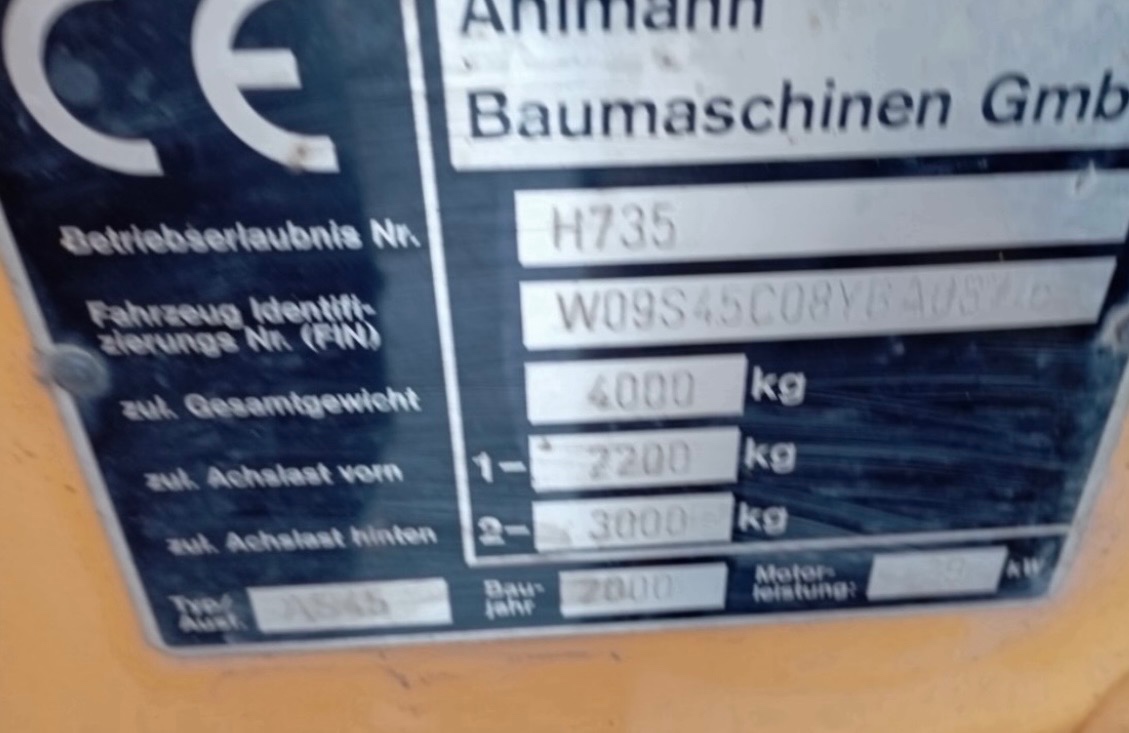 CE
Ahlmann
Baumaschinen Gmb
Betriebserlaubnis Nr. H735
Fahrzeug Identifi-
zierungs Nr. (FIN)
zul. Gesamtgewicht 4000 kg
zul. Achslast vorn 1- 2200 kg
zul. Achslast hinten 2- 3000 kg
Typ/ AS45 Bau- 2000 Motor- kW
Ausf. jahr leistung: